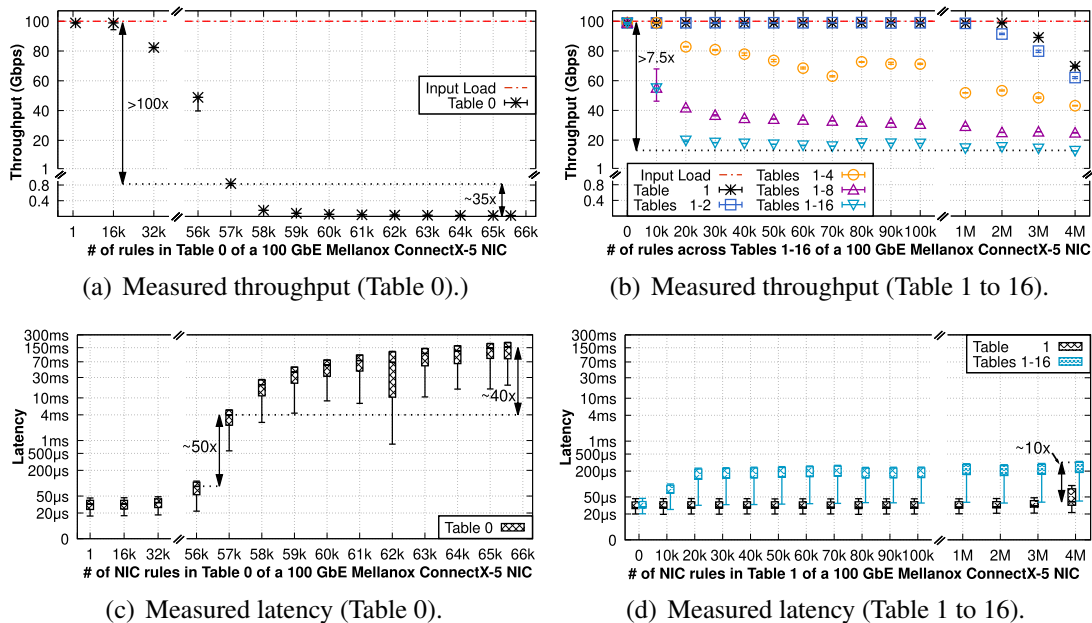 Throughput (Gbps)
100
80
60
40
20
1
0.8
0.4
>100x
~35x
Input Load
Table 0
1 16k 32k 56k 57k 58k 59k 60k 61k 62k 63k 64k 65k 66k
# of rules in Table 0 of a 100 GbE Mellanox ConnectX-5 NIC
(a) Measured throughput (Table 0).)
Throughput (Gbps)
100
80
60
40
20
1
0.8
0.4
>7.5x
Input Load
Table 1
Tables 1-2
Tables 1-4
Tables 1-8
Tables 1-16
0 10k 20k 30k 40k 50k 60k 70k 80k 90k 100k 1M 2M 3M 4M
# of rules across Tables 1-16 of a 100 GbE Mellanox ConnectX-5 NIC
(b) Measured throughput (Table 1 to 16).
Latency
300ms
150ms
70ms
30ms
10ms
4ms
1ms
500µs
200µs
50µs
20µs
0
~50x
~40x
Table 0
1 16k 32k 56k 57k 58k 59k 60k 61k 62k 63k 64k 65k 66k
# of NIC rules in Table 0 of a 100 GbE Mellanox ConnectX-5 NIC
(c) Measured latency (Table 0).
Latency
300ms
150ms
70ms
30ms
10ms
4ms
1ms
500µs
200µs
50µs
20µs
0
~10x
Table 1
Tables 1-16
0 10k 20k 30k 40k 50k 60k 70k 80k 90k 100k 1M 2M 3M 4M
# of NIC rules in Table 1 of a 100 GbE Mellanox ConnectX-5 NIC
(d) Measured latency (Table 1 to 16).